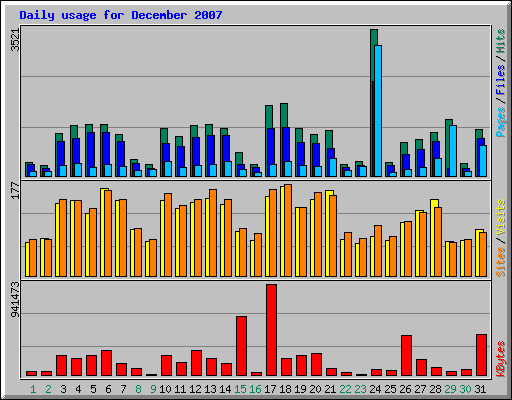 Daily usage for December 2007
3521
Pages / Files / Hits
177
Sites / Visits
941473
KBytes
1 2 3 4 5 6 7 8 9 10 11 12 13 14 15 16 17 18 19 20 21 22 23 24 25 26 27 28 29 30 31